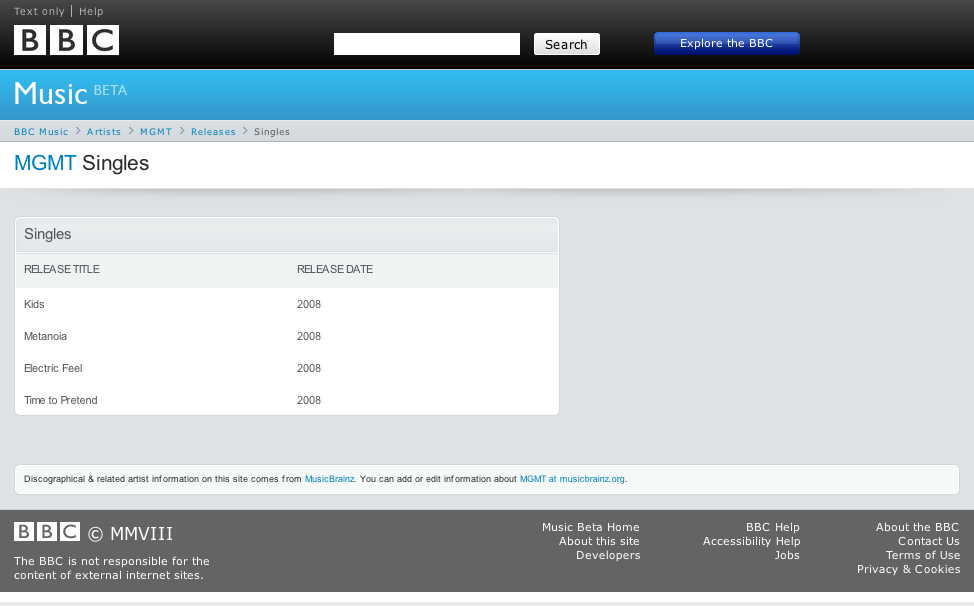 Text only | Help
BBC
Search
Explore the BBC
Music BETA
BBC Music > Artists > MGMT > Releases > Singles
MGMT Singles
Singles
RELEASE TITLE RELEASE DATE
Kids 2008
Metanoia 2008
Electric Feel 2008
Time to Pretend 2008
Discographical & related artist information on this site comes from MusicBrainz. You can add or edit information about MGMT at musicbrainz.org.
BBC © MMVIII
The BBC is not responsible for the
content of external internet sites.
Music Beta Home
About this site
Developers
BBC Help
Accessibility Help
Jobs
About the BBC
Contact Us
Terms of Use
Privacy & Cookies